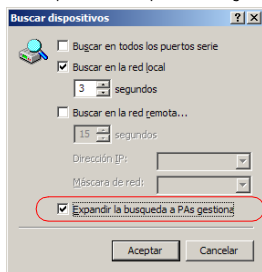 Buscar dispositivos
Buscar en todos los puertos serie
Buscar en la red local
3 segundos
Buscar en la red remota...
15 segundos
Dirección IP:
Máscara de red:
Expandir la busqueda a PAs gestiona
Aceptar Cancelar